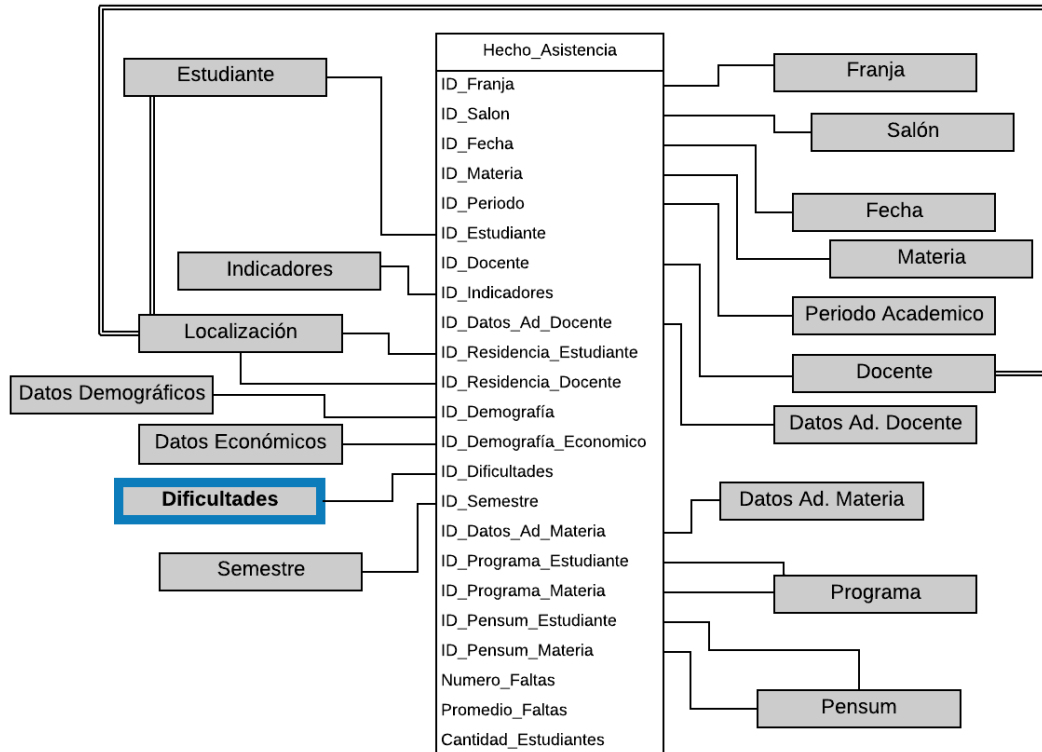 Hecho_Asistencia
ID_Franja
ID_Salon
ID_Fecha
ID_Materia
ID_Periodo
ID_Estudiante
ID_Docente
ID_Indicadores
ID_Datos_Ad_Docente
ID_Residencia_Estudiante
ID_Residencia_Docente
ID_Demografía
ID_Demografía_Economico
ID_Dificultades
ID_Semestre
ID_Datos_Ad_Materia
ID_Programa_Estudiante
ID_Programa_Materia
ID_Pensum_Estudiante
ID_Pensum_Materia
Numero_Faltas
Promedio_Faltas
Cantidad_Estudiantes
Estudiante
Indicadores
Localización
Datos Demográficos
Datos Económicos
Dificultades
Semestre
Franja
Salón
Fecha
Materia
Periodo Academico
Docente
Datos Ad. Docente
Datos Ad. Materia
Programa
Pensum